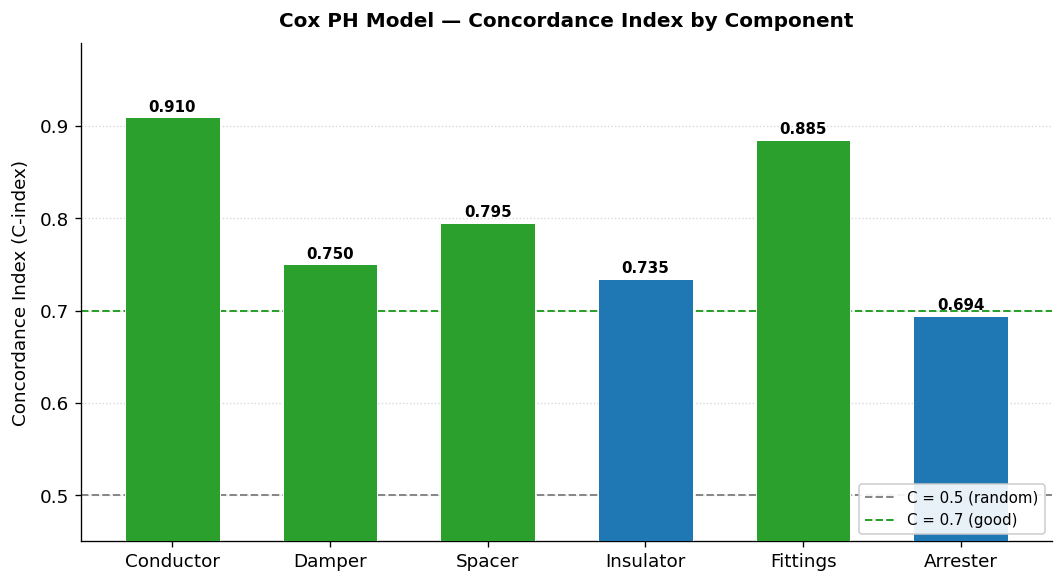 Cox PH Model — Concordance Index by Component
Concordance Index (C-index)
0.9
0.8
0.7
0.6
0.5
0.910
0.750
0.795
0.735
0.885
0.694
C = 0.5 (random)
C = 0.7 (good)
Conductor
Damper
Spacer
Insulator
Fittings
Arrester